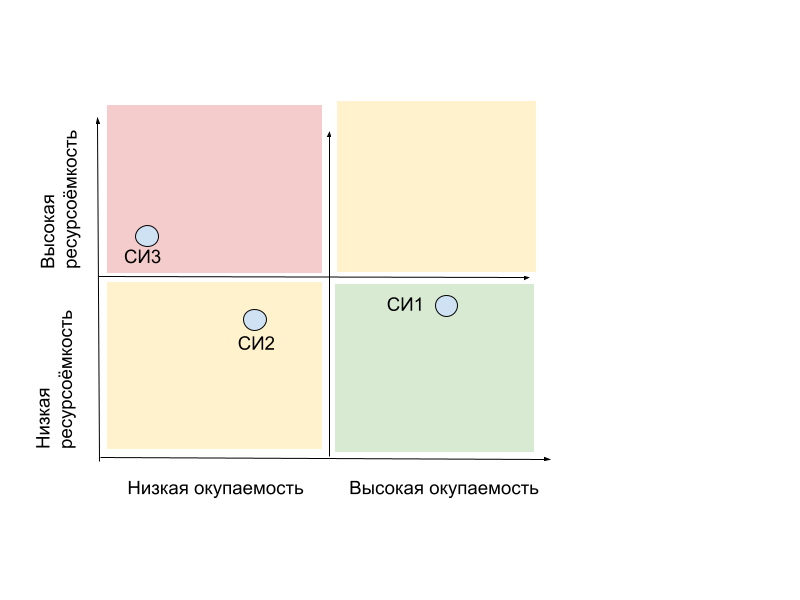 Высокая
ресурсоёмкость
СИ3
СИ1
СИ2
Низкая
ресурсоёмкость
Низкая окупаемость
Высокая окупаемость